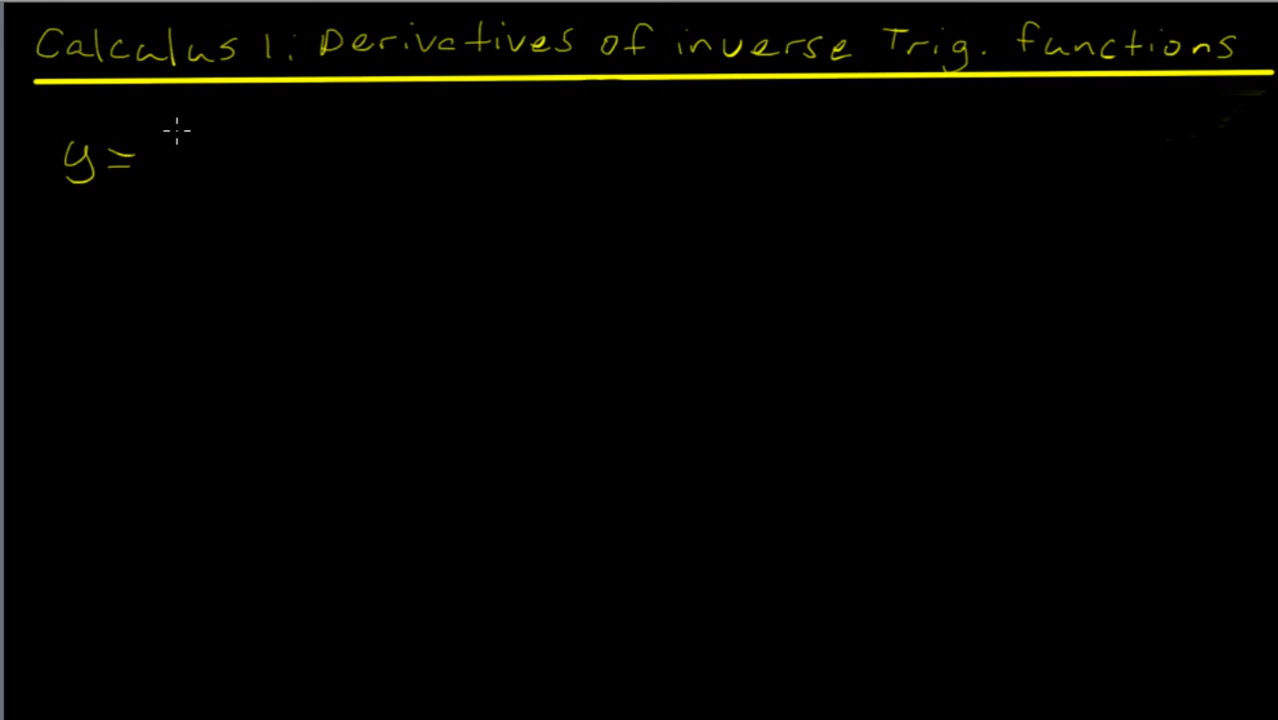 Calculus 1: Derivatives of inverse Trig. functions
y =